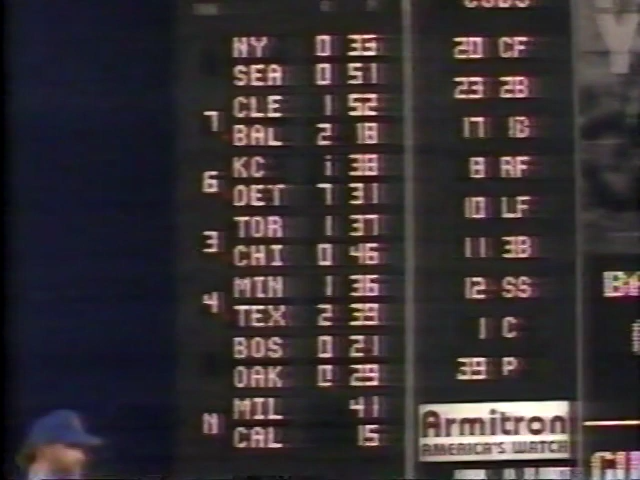 NY 0 35
SEA 0 51
7
CLE 1 52
BAL 2 18
6
KC 1 38
DET 7 31
3
TOR 1 37
CHI 0 46
4
MIN 1 36
TEX 2 39
BOS 0 21
OAK 0 29
N
MIL 41
CAL 15
CUBS
20 CF
23 2B
17 1B
8 RF
10 LF
11 3B
12 SS
1 C
39 P
Armitron
AMERICA'S WATCH